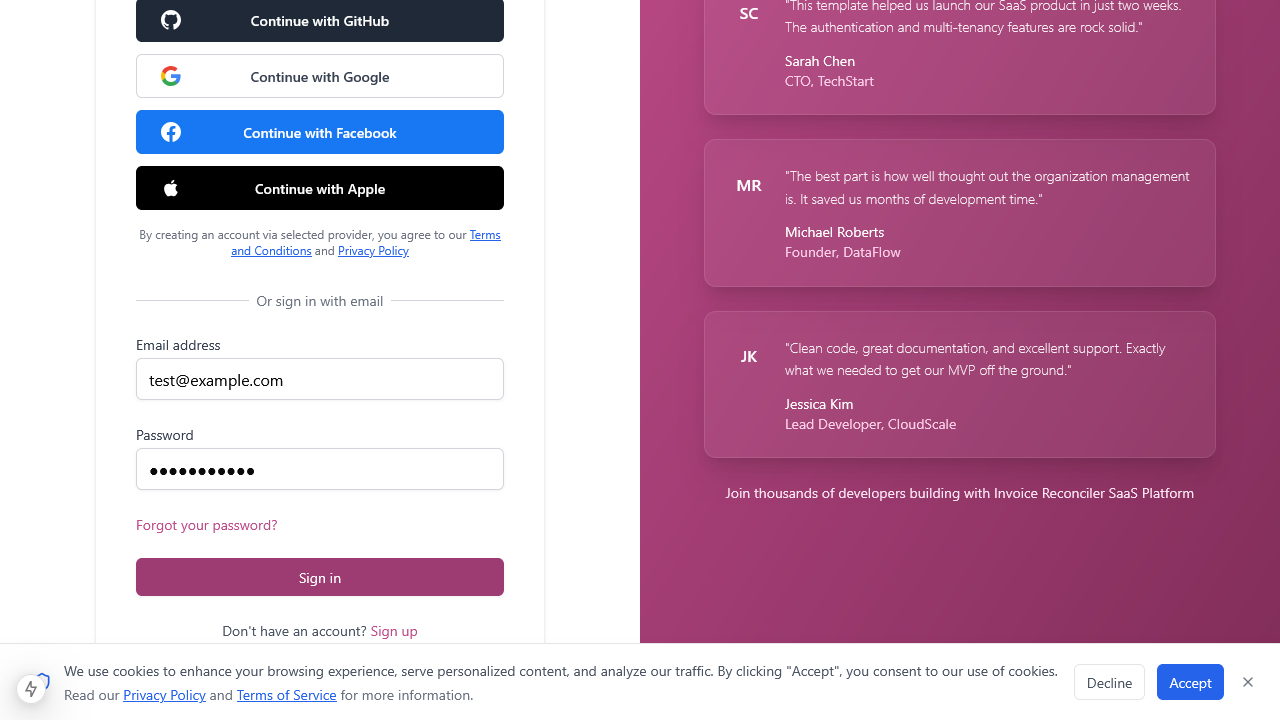 Continue with GitHub
Continue with Google
Continue with Facebook
Continue with Apple
By creating an account via selected provider, you agree to our Terms
and Conditions and Privacy Policy
Or sign in with email
Email address
test@example.com
Password
Forgot your password?
Sign in
Don't have an account? Sign up
SC
"This template helped us launch our SaaS product in just two weeks.
The authentication and multi-tenancy features are rock solid."
Sarah Chen
CTO, TechStart
MR
"The best part is how well thought out the organization management
is. It saved us months of development time."
Michael Roberts
Founder, DataFlow
JK
"Clean code, great documentation, and excellent support. Exactly
what we needed to get our MVP off the ground."
Jessica Kim
Lead Developer, CloudScale
Join thousands of developers building with Invoice Reconciler SaaS Platform
We use cookies to enhance your browsing experience, serve personalized content, and analyze our traffic. By clicking "Accept", you consent to our use of cookies.
Read our Privacy Policy and Terms of Service for more information.
Decline
Accept